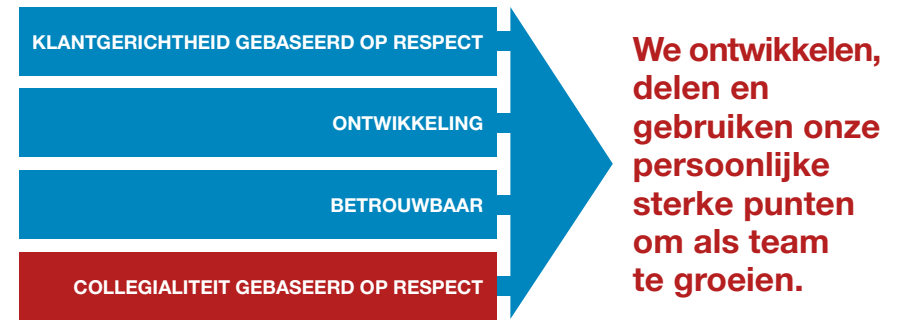 KLANTGERICHTHEID GEBASEERD OP RESPECT
ONTWIKKELING
BETROUWBAAR
COLLEGIALITEIT GEBASEERD OP RESPECT
We ontwikkelen,
delen en
gebruiken onze
persoonlijke
sterke punten
om als team
te groeien.